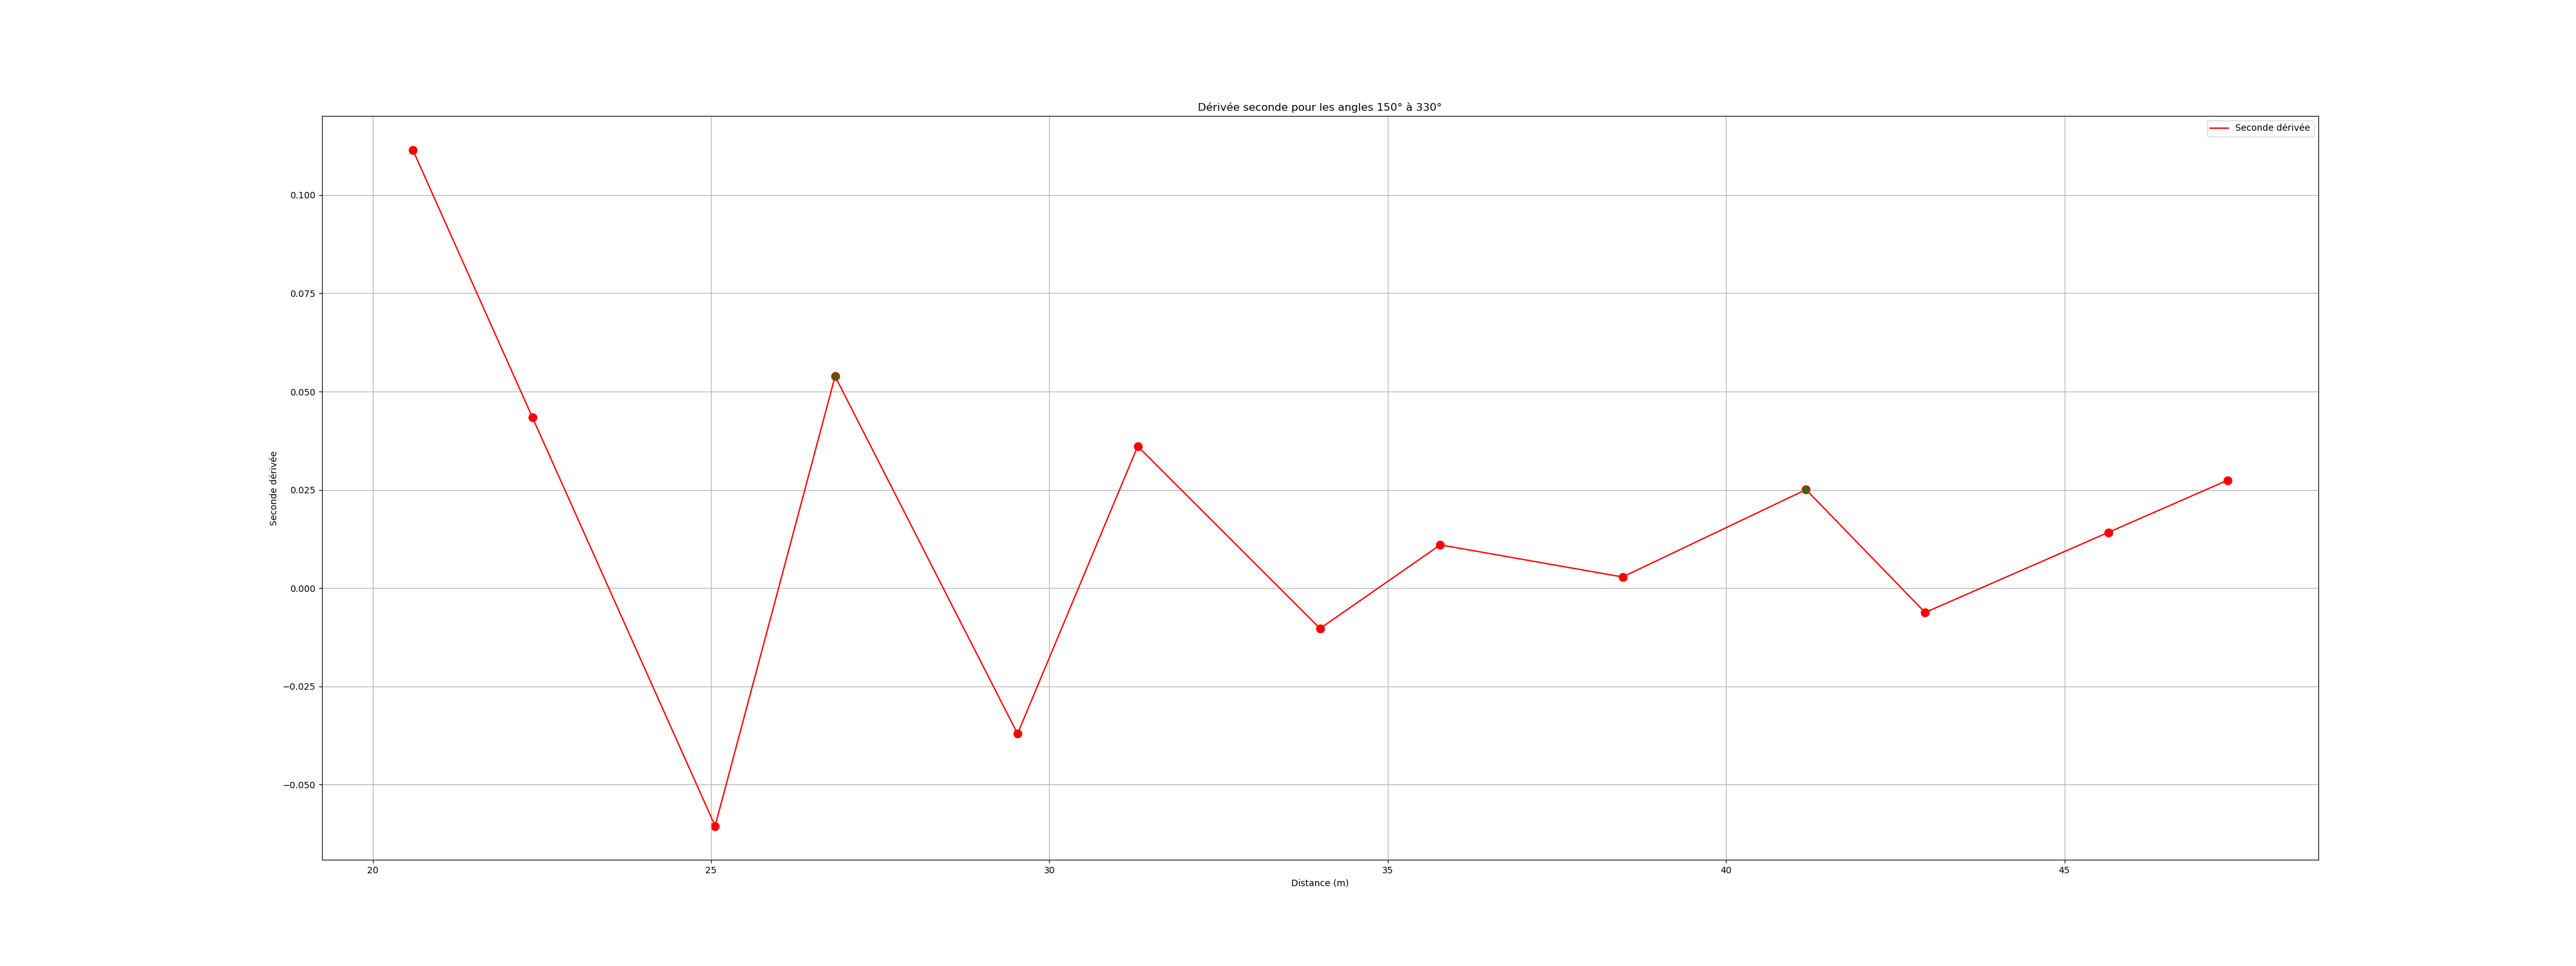 Dérivée seconde pour les angles 150° à 330°
Seconde dérivée
0.100
0.075
0.050
0.025
0.000
−0.025
−0.050
Seconde dérivée
20 25 30 35 40 45
Distance (m)